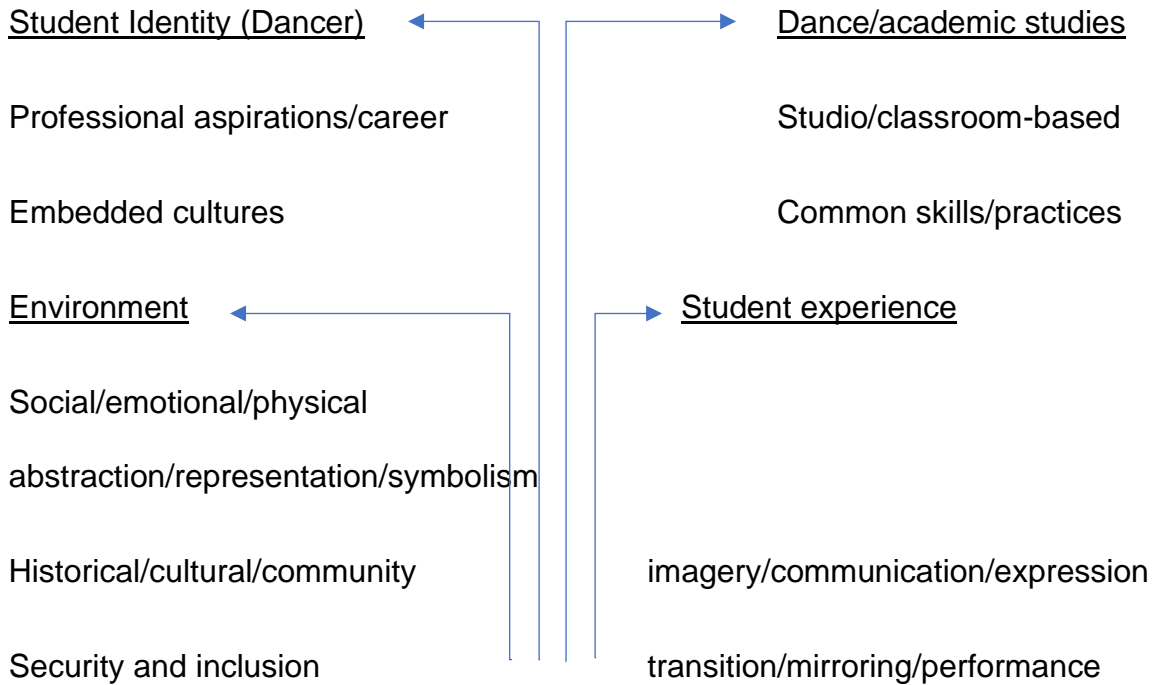 Student Identity (Dancer) Dance/academic studies
Professional aspirations/career Studio/classroom-based
Embedded cultures Common skills/practices
Environment Student experience
Social/emotional/physical
abstraction/representation/symbolism
Historical/cultural/community imagery/communication/expression
Security and inclusion transition/mirroring/performance